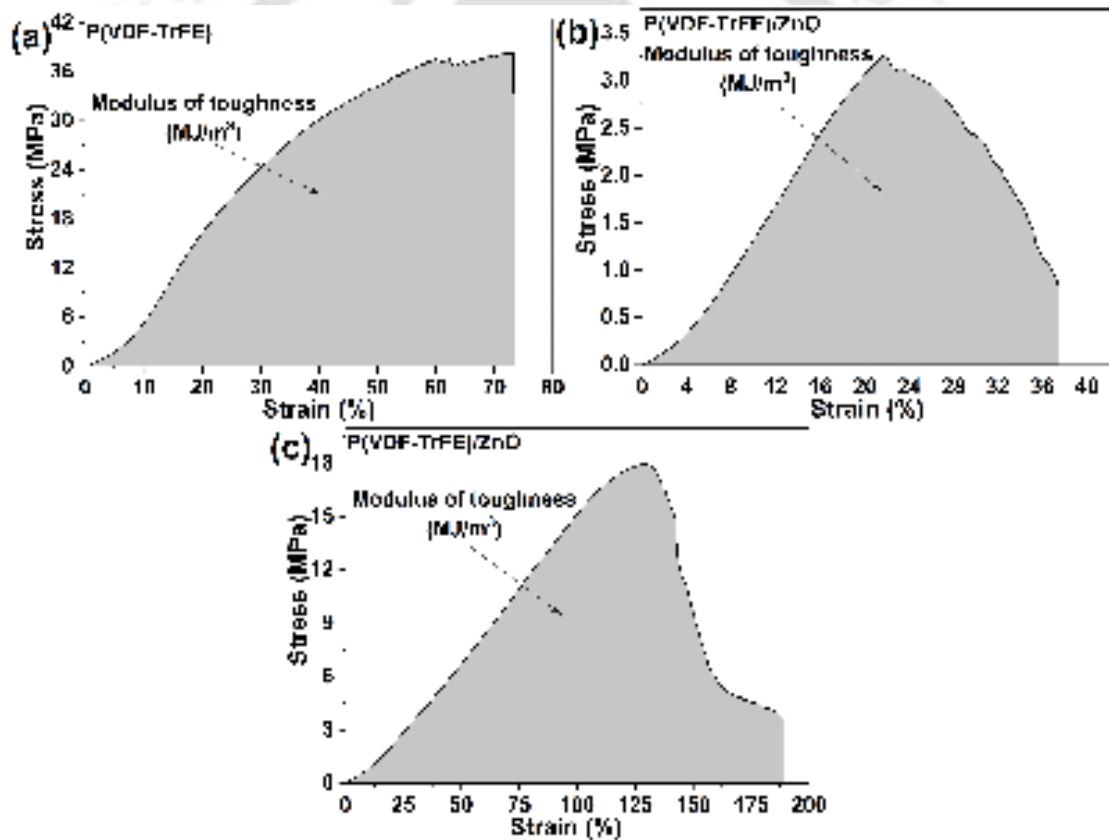 (a)
P(VDF-TrFE)
Modulus of toughness
(MJ/m³)
Stress (MPa)
42
36
30
24
18
12
6
0
0 10 20 30 40 50 60 70 80
Strain (%)
(b)
P(VDF-TrFE)/ZnO
Modulus of toughness
(MJ/m³)
Stress (MPa)
3.5
3.0
2.5
2.0
1.5
1.0
0.5
0.0
0 4 8 12 16 20 24 28 32 36 40
Strain (%)
(c)
P(VDF-TrFE)/ZnO
Modulus of toughness
(MJ/m³)
Stress (MPa)
18
15
12
9
6
3
0
0 25 50 75 100 125 150 175 200
Strain (%)